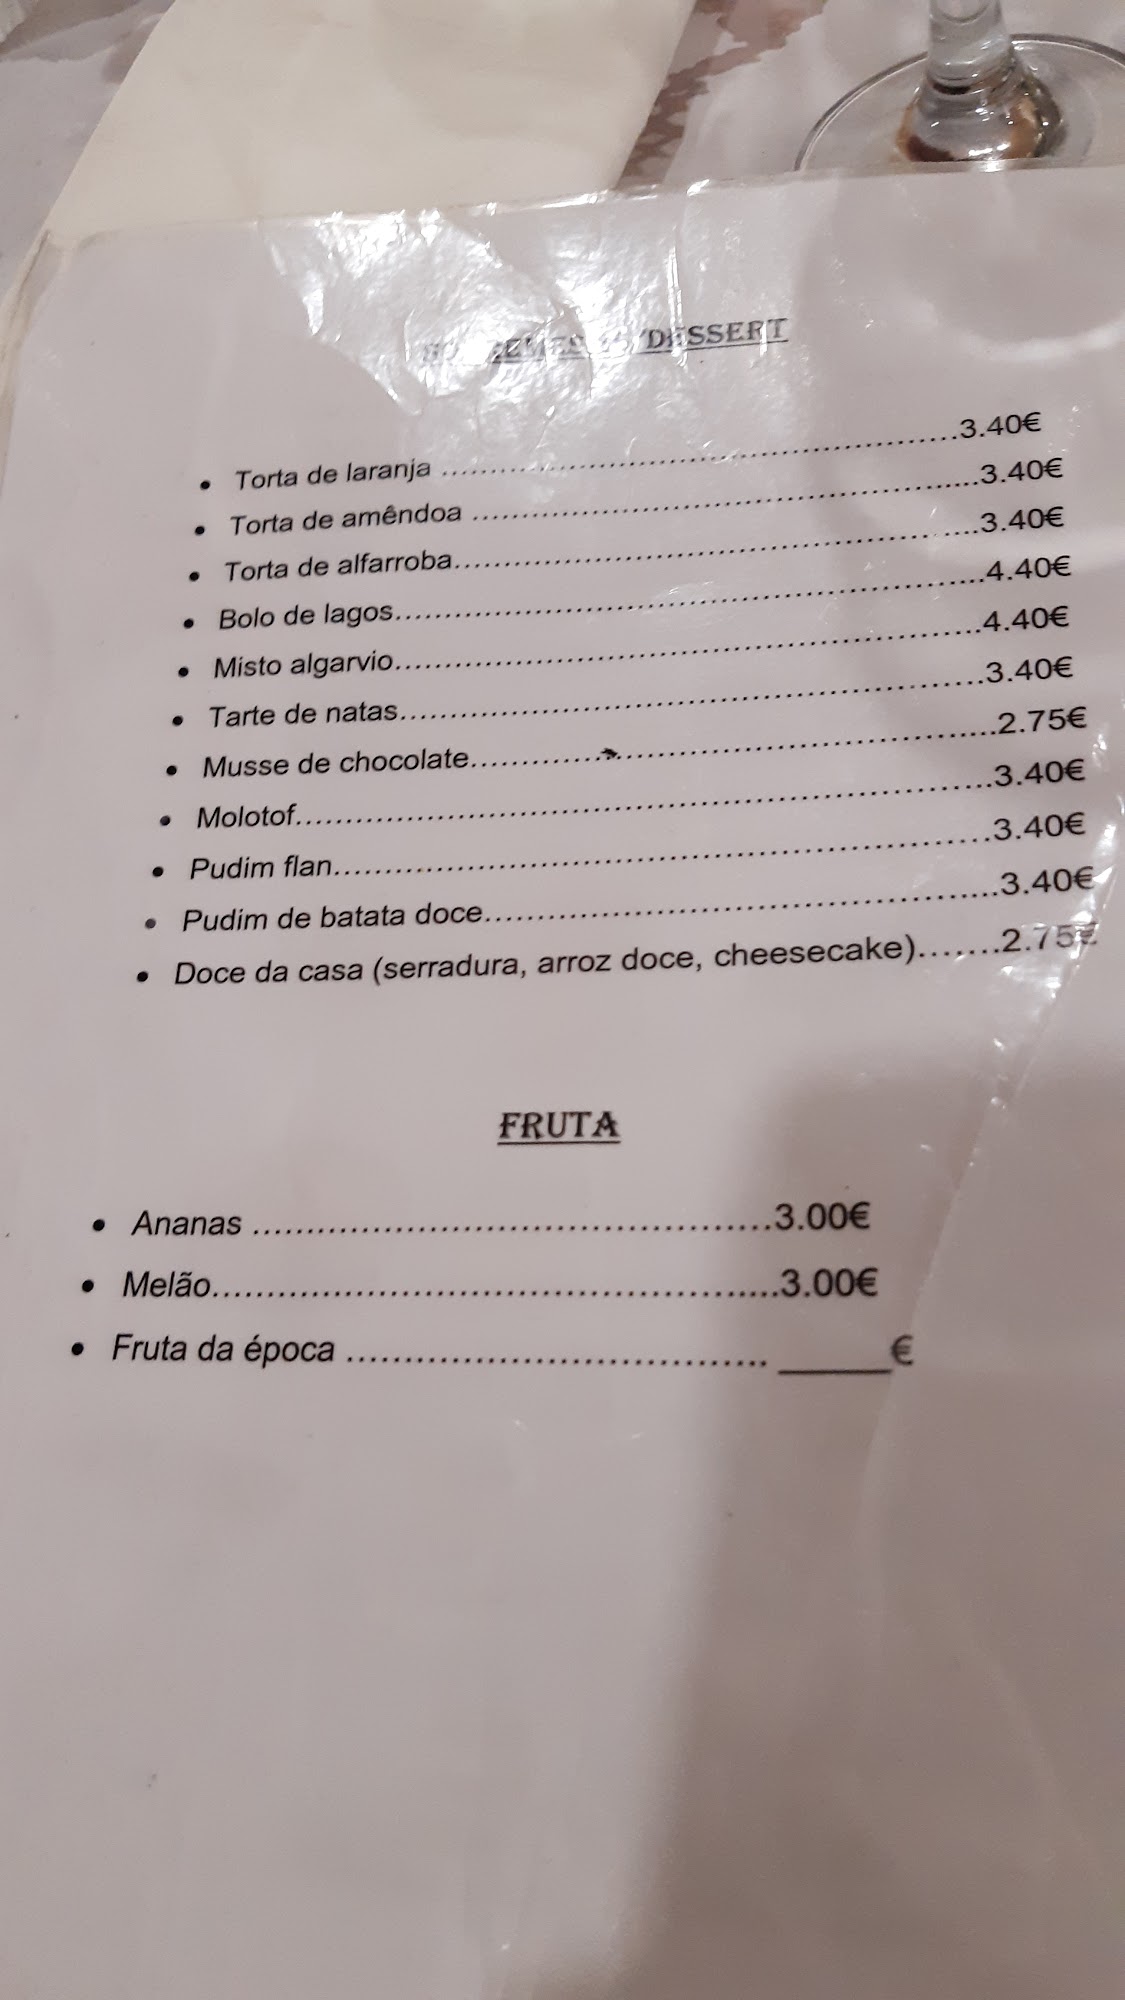 DESSERT
• Torta de laranja ........................................3.40€
• Torta de amêndoa ........................................3.40€
• Torta de alfarroba........................................3.40€
• Bolo de lagos........................................4.40€
• Misto algarvio........................................4.40€
• Tarte de natas........................................3.40€
• Musse de chocolate........................................2.75€
• Molotof........................................3.40€
• Pudim flan........................................3.40€
• Pudim de batata doce........................................3.40€
• Doce da casa (serradura, arroz doce, cheesecake).......2.75€
FRUTA
• Ananas ........................................3.00€
• Melão........................................3.00€
• Fruta da época ................................... ______€